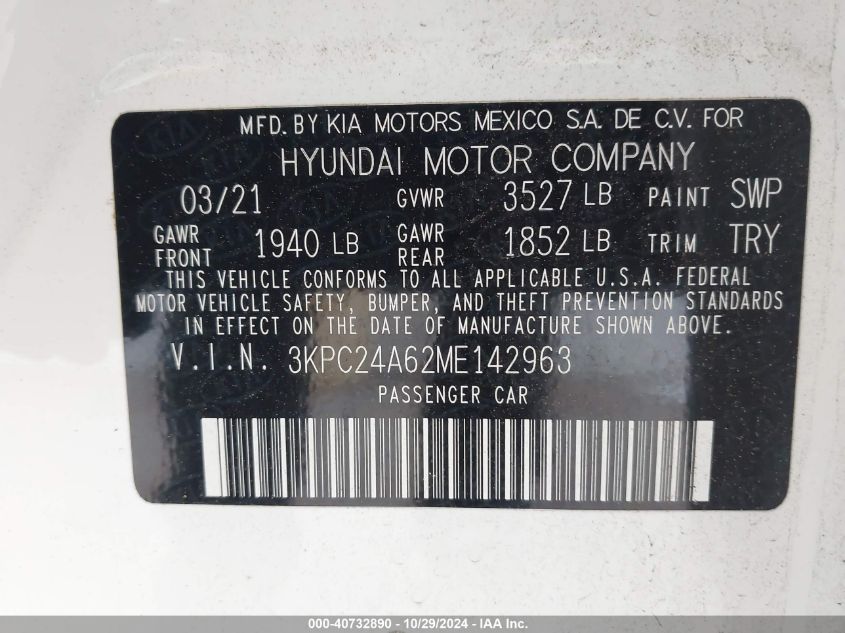 MFD. BY KIA MOTORS MEXICO S.A. DE C.V. FOR
HYUNDAI MOTOR COMPANY
03/21 GVWR 3527 LB PAINT SWP
GAWR FRONT 1940 LB GAWR REAR 1852 LB TRIM TRY
THIS VEHICLE CONFORMS TO ALL APPLICABLE U.S.A. FEDERAL
MOTOR VEHICLE SAFETY, BUMPER, AND THEFT PREVENTION STANDARDS
IN EFFECT ON THE DATE OF MANUFACTURE SHOWN ABOVE.
V.I.N. 3KPC24A62ME142963
PASSENGER CAR
000-40732890 - 10/29/2024 - IAA Inc.